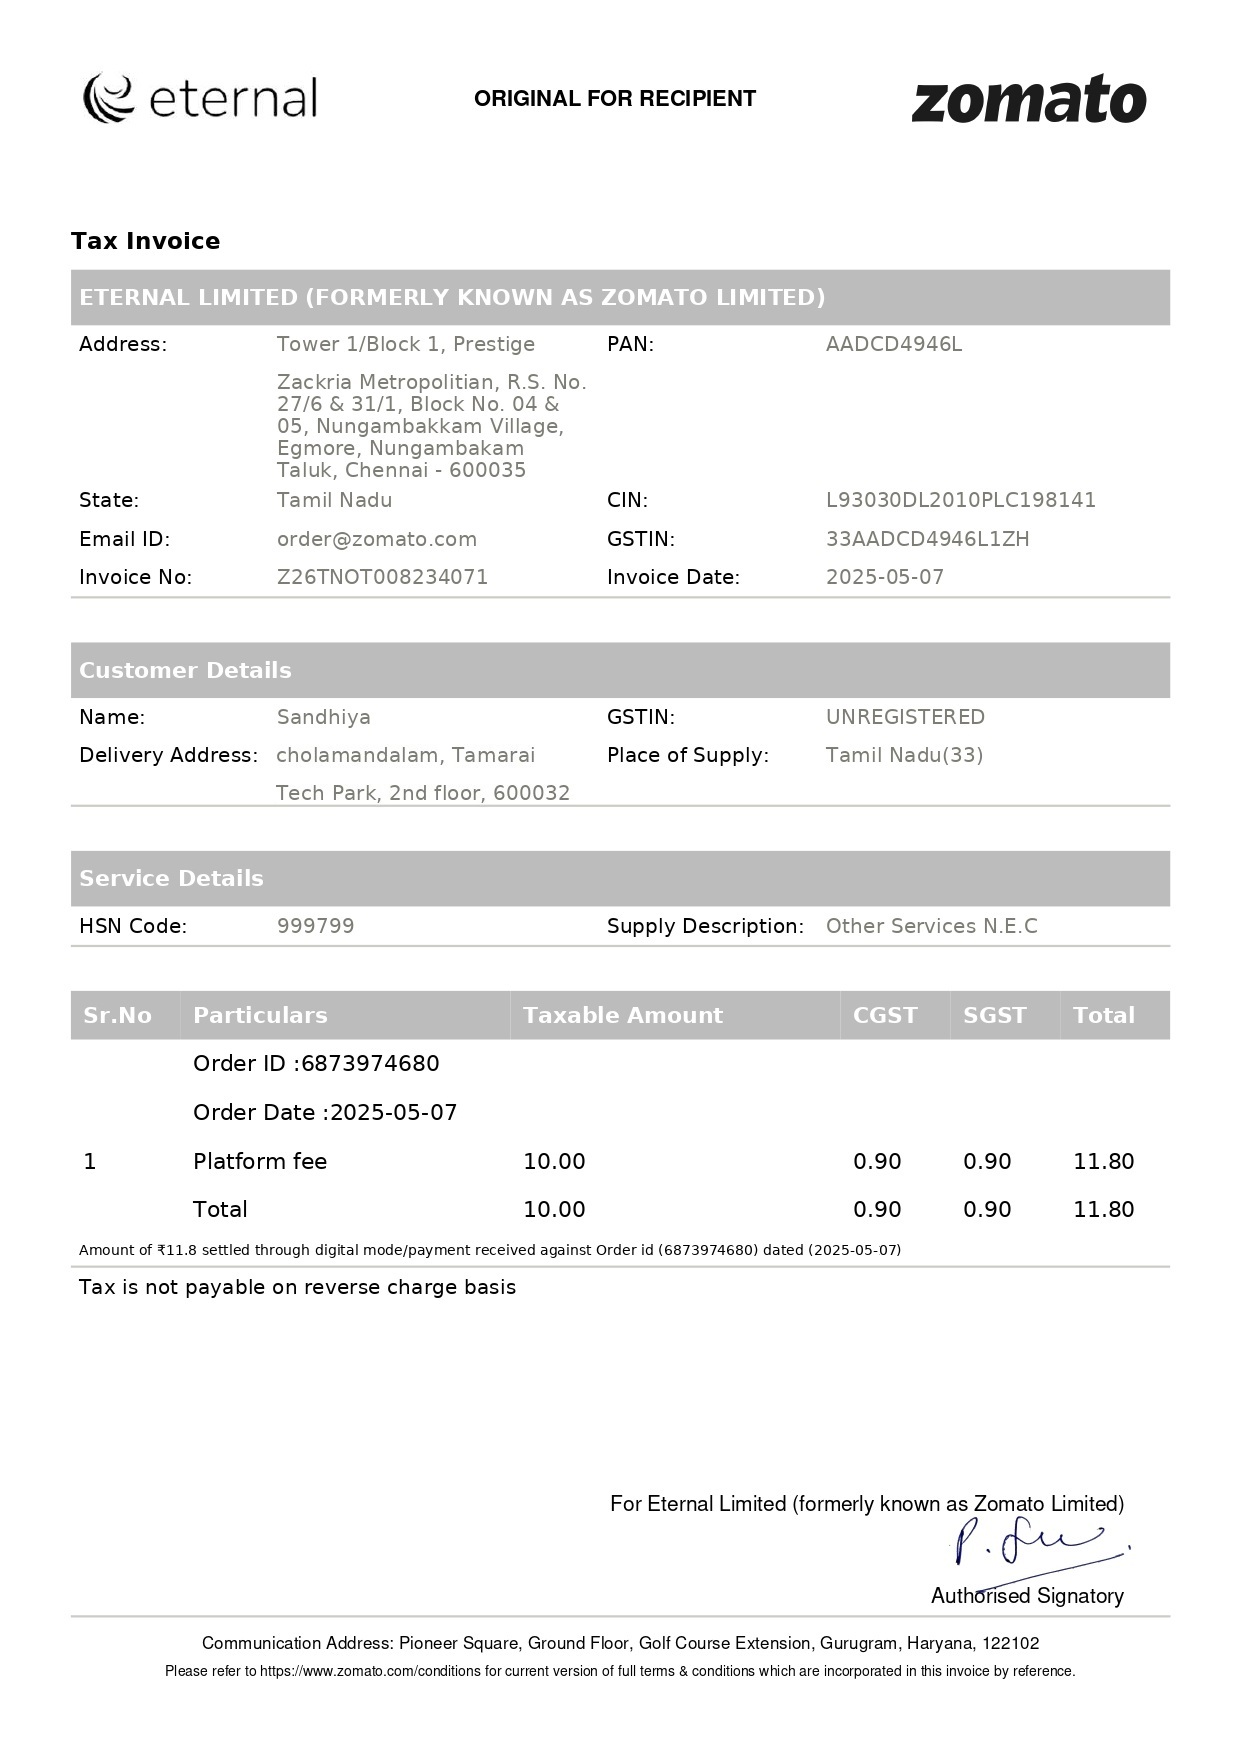 eternal
ORIGINAL FOR RECIPIENT
zomato
Tax Invoice
ETERNAL LIMITED (FORMERLY KNOWN AS ZOMATO LIMITED)
Address: Tower 1/Block 1, Prestige PAN: AADCD4946L
Zackria Metropolitian, R.S. No.
27/6 & 31/1, Block No. 04 &
05, Nungambakkam Village,
Egmore, Nungambakam
Taluk, Chennai - 600035
State: Tamil Nadu CIN: L93030DL2010PLC198141
Email ID: order@zomato.com GSTIN: 33AADCD4946L1ZH
Invoice No: Z26TNOT008234071 Invoice Date: 2025-05-07
Customer Details
Name: Sandhiya GSTIN: UNREGISTERED
Delivery Address: cholamandalam, Tamarai Place of Supply: Tamil Nadu(33)
Tech Park, 2nd floor, 600032
Service Details
HSN Code: 999799 Supply Description: Other Services N.E.C
Sr.No Particulars Taxable Amount CGST SGST Total
Order ID :6873974680
Order Date :2025-05-07
1 Platform fee 10.00 0.90 0.90 11.80
Total 10.00 0.90 0.90 11.80
Amount of ₹11.8 settled through digital mode/payment received against Order id (6873974680) dated (2025-05-07)
Tax is not payable on reverse charge basis
For Eternal Limited (formerly known as Zomato Limited)
Authorised Signatory
Communication Address: Pioneer Square, Ground Floor, Golf Course Extension, Gurugram, Haryana, 122102
Please refer to https://www.zomato.com/conditions for current version of full terms & conditions which are incorporated in this invoice by reference.